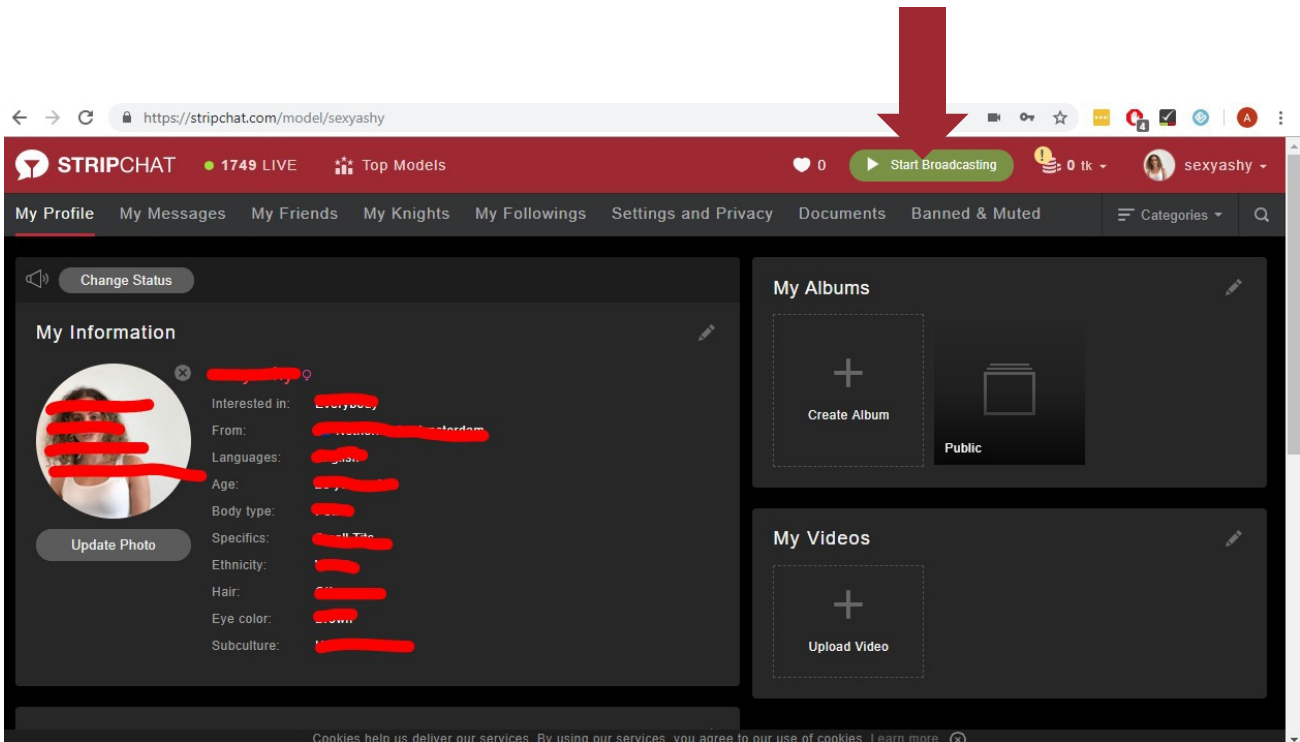 https://stripchat.com/model/sexyashy
4
A
STRIPCHAT
1749 LIVE
Top Models
0
Start Broadcasting
0 tk
sexyashy
My Profile
My Messages
My Friends
My Knights
My Followings
Settings and Privacy
Documents
Banned & Muted
Categories
Change Status
My Information
Interested in:
From:
Languages:
Age:
Body type:
Specifics:
Ethnicity:
Hair:
Eye color:
Subculture:
Update Photo
My Albums
Create Album
Public
My Videos
Upload Video
Cookies help us deliver our services. By using our services, you agree to our use of cookies. Learn more